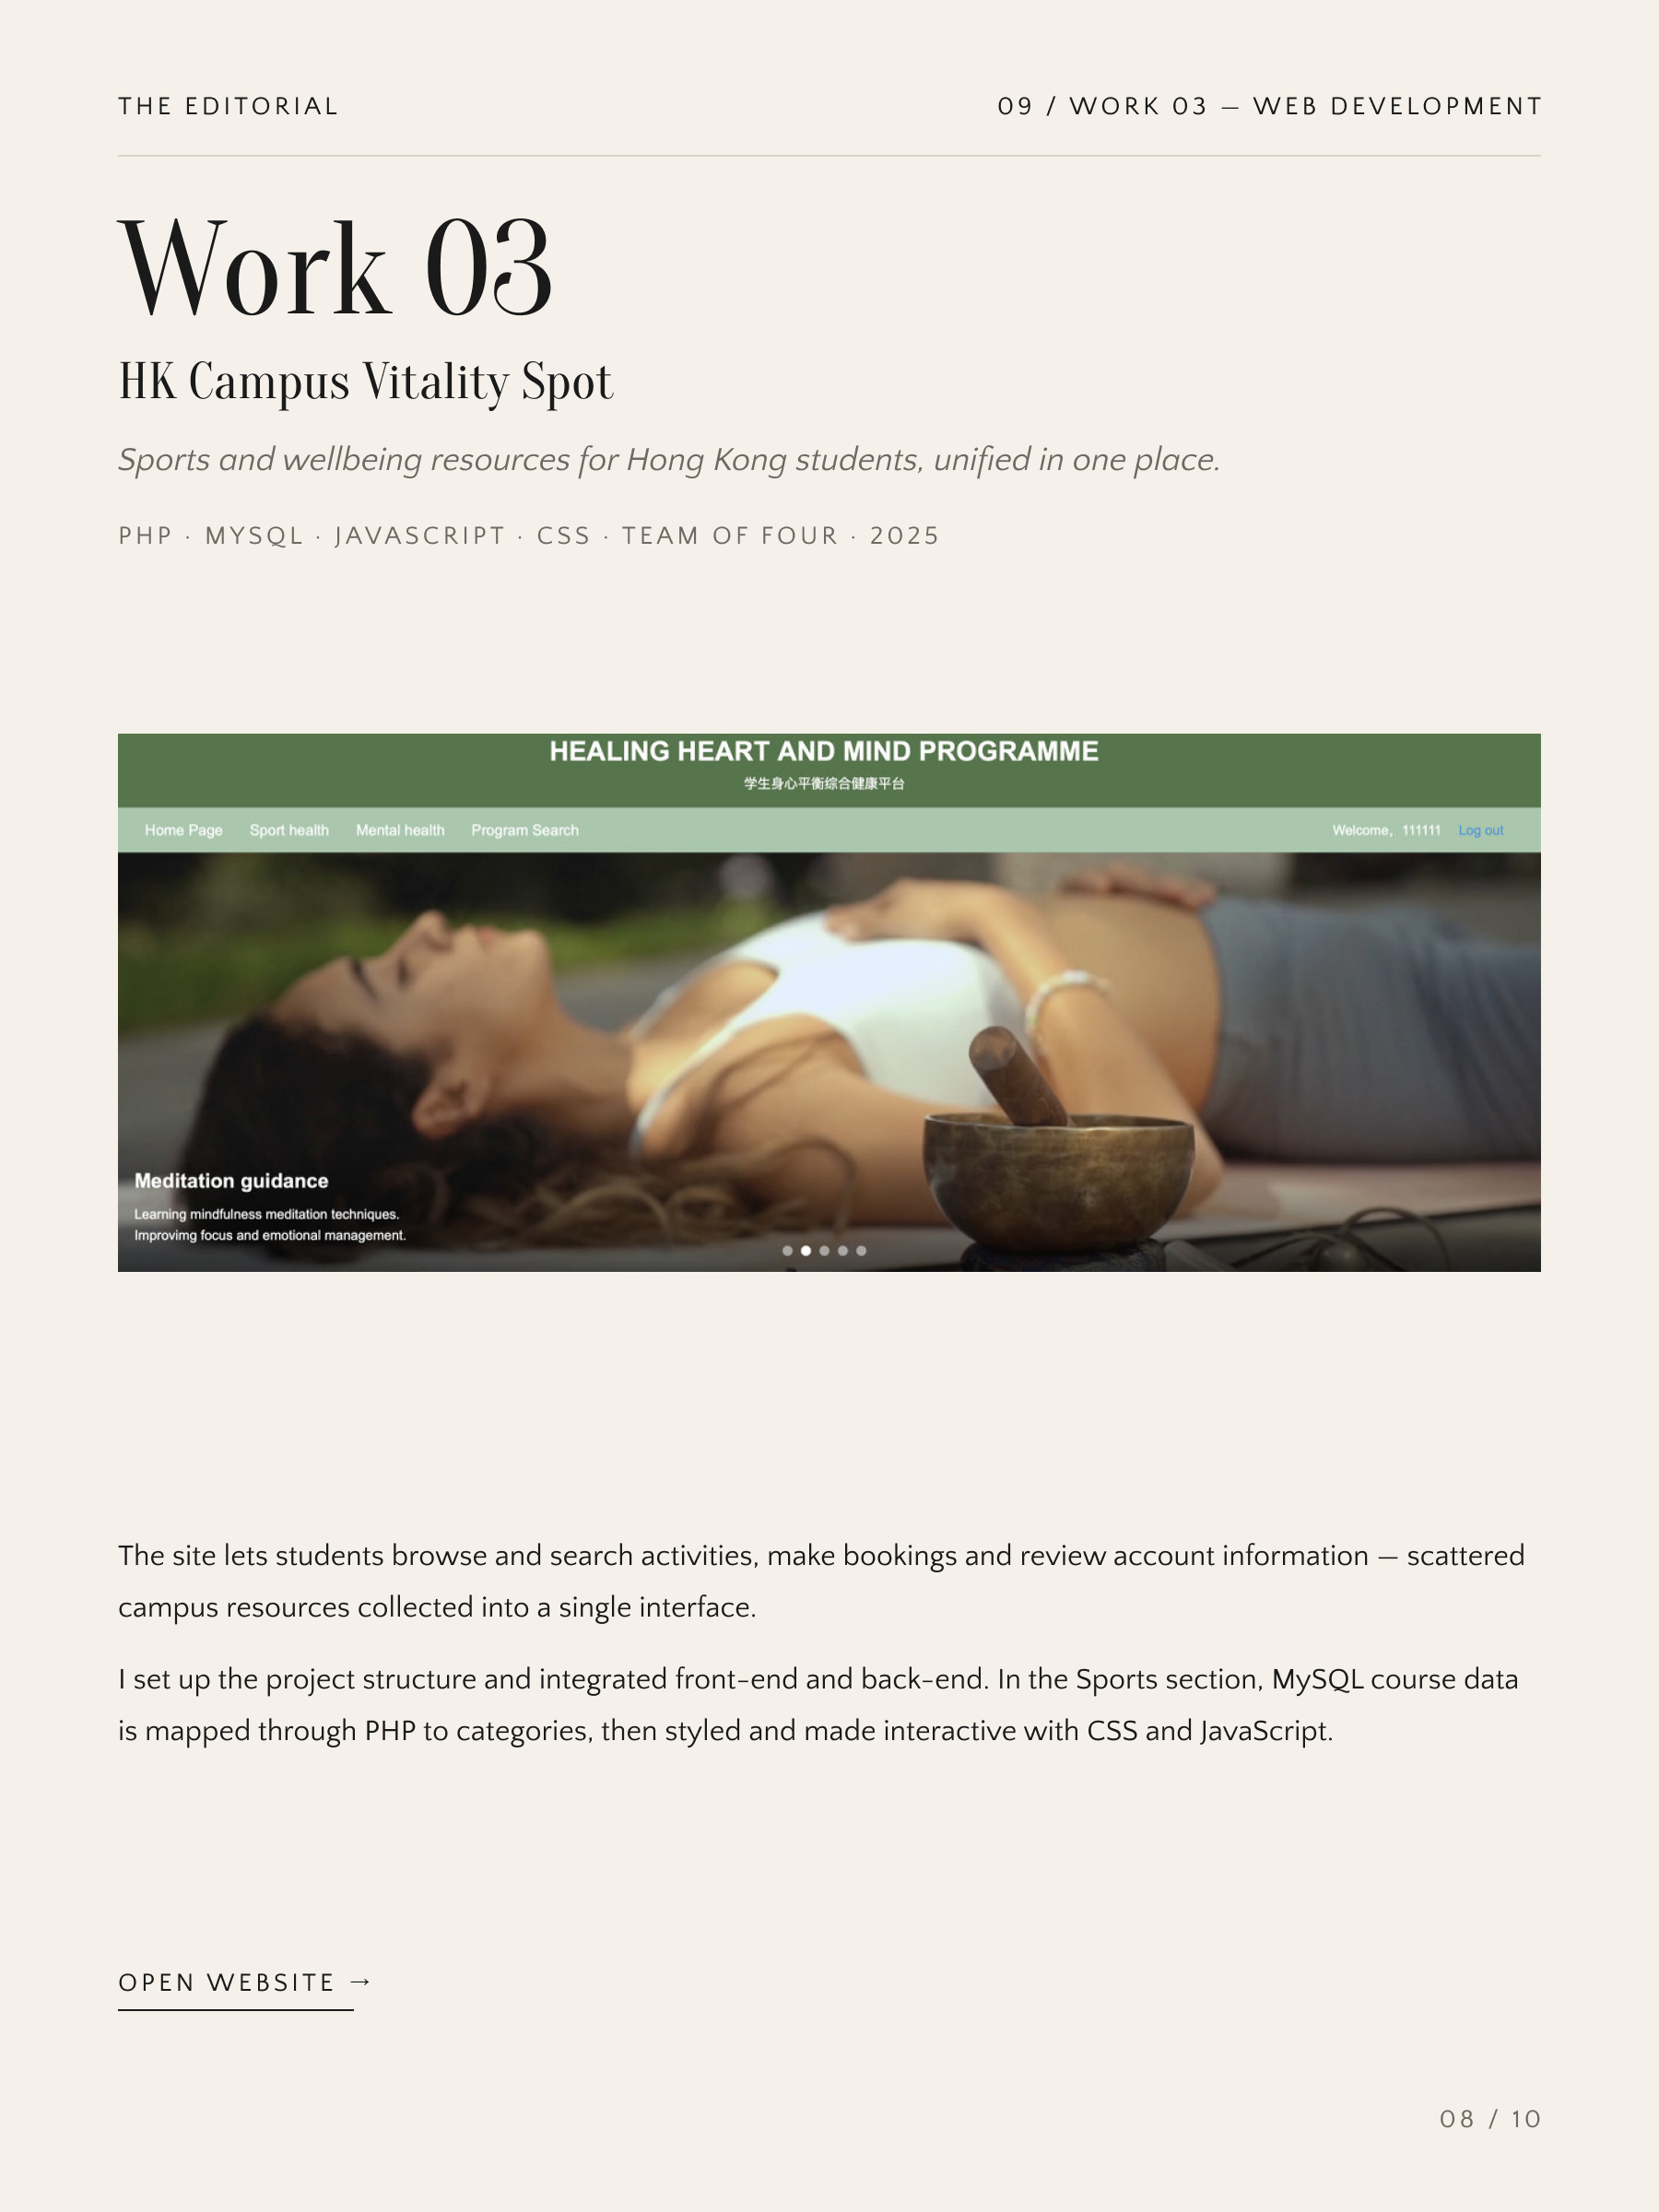 THE EDITORIAL
09 / WORK 03 — WEB DEVELOPMENT
Work 03
HK Campus Vitality Spot
Sports and wellbeing resources for Hong Kong students, unified in one place.
PHP · MYSQL · JAVASCRIPT · CSS · TEAM OF FOUR · 2025
HEALING HEART AND MIND PROGRAMME
学生身心平衡综合健康平台
Home Page Sport health Mental health Program Search Welcome，111111 Log out
Meditation guidance
Learning mindfulness meditation techniques.
Improvimg focus and emotional management.
The site lets students browse and search activities, make bookings and review account information — scattered
campus resources collected into a single interface.
I set up the project structure and integrated front-end and back-end. In the Sports section, MySQL course data
is mapped through PHP to categories, then styled and made interactive with CSS and JavaScript.
OPEN WEBSITE →
08 / 10